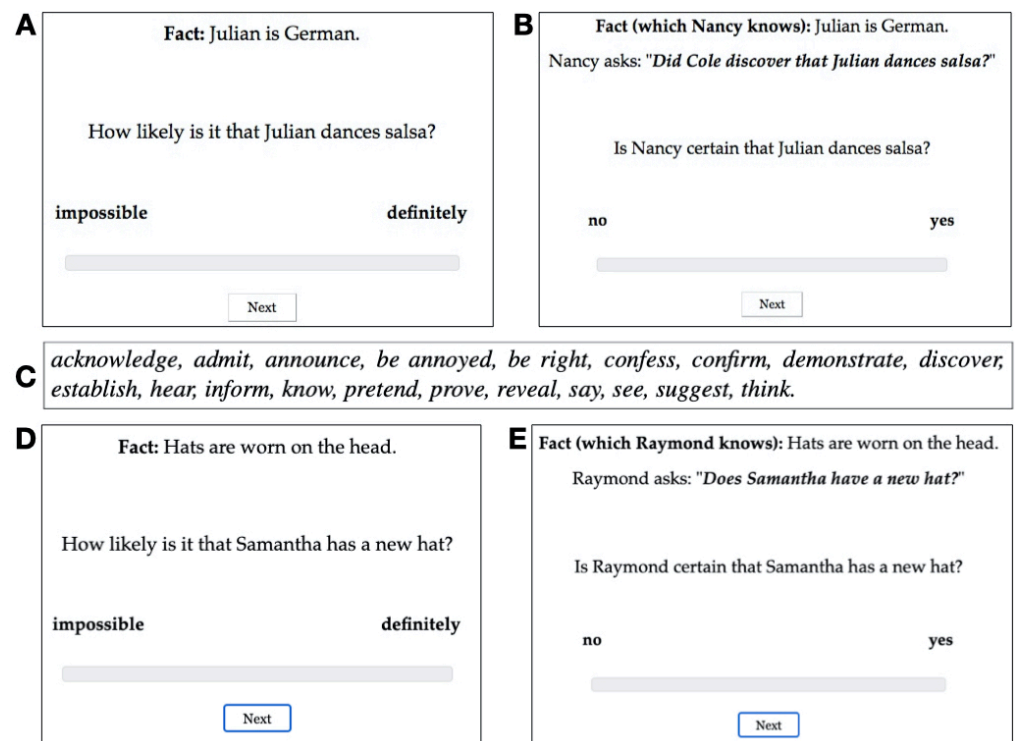 A
Fact: Julian is German.
How likely is it that Julian dances salsa?
impossible definitely
Next
B
Fact (which Nancy knows): Julian is German.
Nancy asks: "Did Cole discover that Julian dances salsa?"
Is Nancy certain that Julian dances salsa?
no yes
Next
C
acknowledge, admit, announce, be annoyed, be right, confess, confirm, demonstrate, discover,
establish, hear, inform, know, pretend, prove, reveal, say, see, suggest, think.
D
Fact: Hats are worn on the head.
How likely is it that Samantha has a new hat?
impossible definitely
Next
E
Fact (which Raymond knows): Hats are worn on the head.
Raymond asks: "Does Samantha have a new hat?"
Is Raymond certain that Samantha has a new hat?
no yes
Next